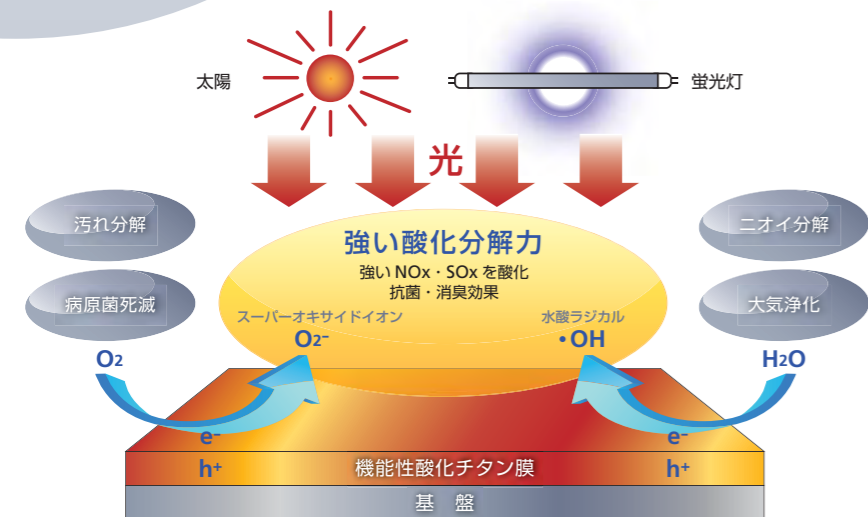 太陽
蛍光灯
光
汚れ分解
ニオイ分解
強い酸化分解力
強い NOx・SOx を酸化
抗菌・消臭効果
病原菌死滅
大気浄化
スーパーオキサイドイオン
水酸ラジカル
O2-
・OH
O2
H2O
e-
e-
h+
機能性酸化チタン膜
h+
基 盤